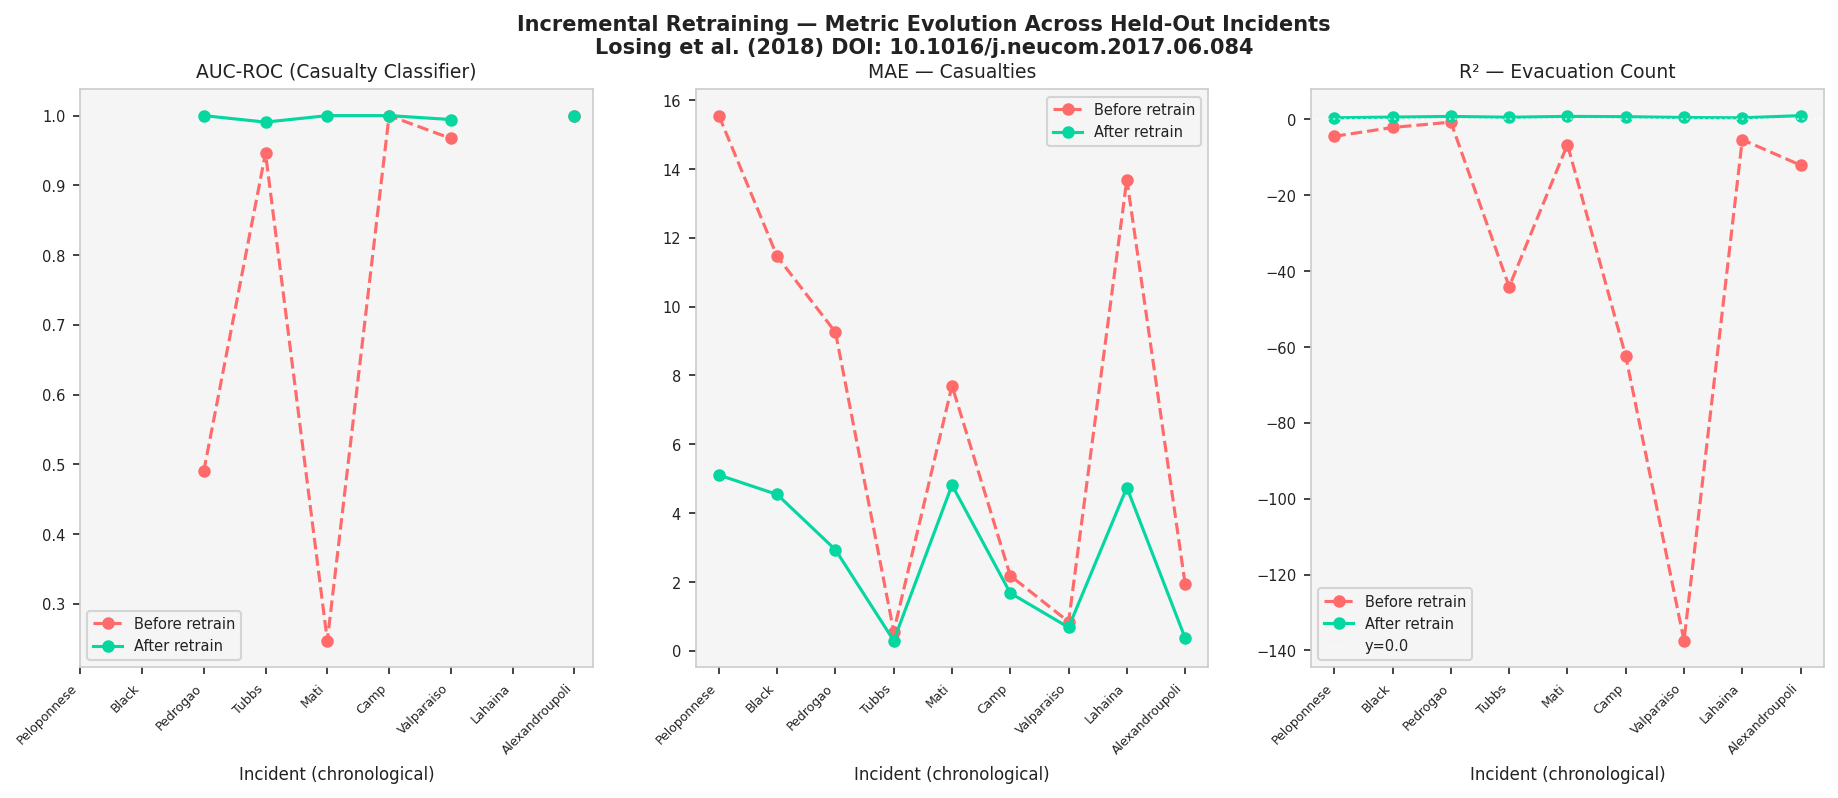 Incremental Retraining — Metric Evolution Across Held-Out Incidents
Losing et al. (2018) DOI: 10.1016/j.neucom.2017.06.084
AUC-ROC (Casualty Classifier)
1.0
0.9
0.8
0.7
0.6
0.5
0.4
0.3
Before retrain
After retrain
Peloponnese
Black
Pedrogao
Tubbs
Mati
Camp
Valparaiso
Lahaina
Alexandroupoli
Incident (chronological)
MAE — Casualties
16
14
12
10
8
6
4
2
0
Before retrain
After retrain
Peloponnese
Black
Pedrogao
Tubbs
Mati
Camp
Valparaiso
Lahaina
Alexandroupoli
Incident (chronological)
R² — Evacuation Count
0
−20
−40
−60
−80
−100
−120
−140
Before retrain
After retrain
y=0.0
Peloponnese
Black
Pedrogao
Tubbs
Mati
Camp
Valparaiso
Lahaina
Alexandroupoli
Incident (chronological)